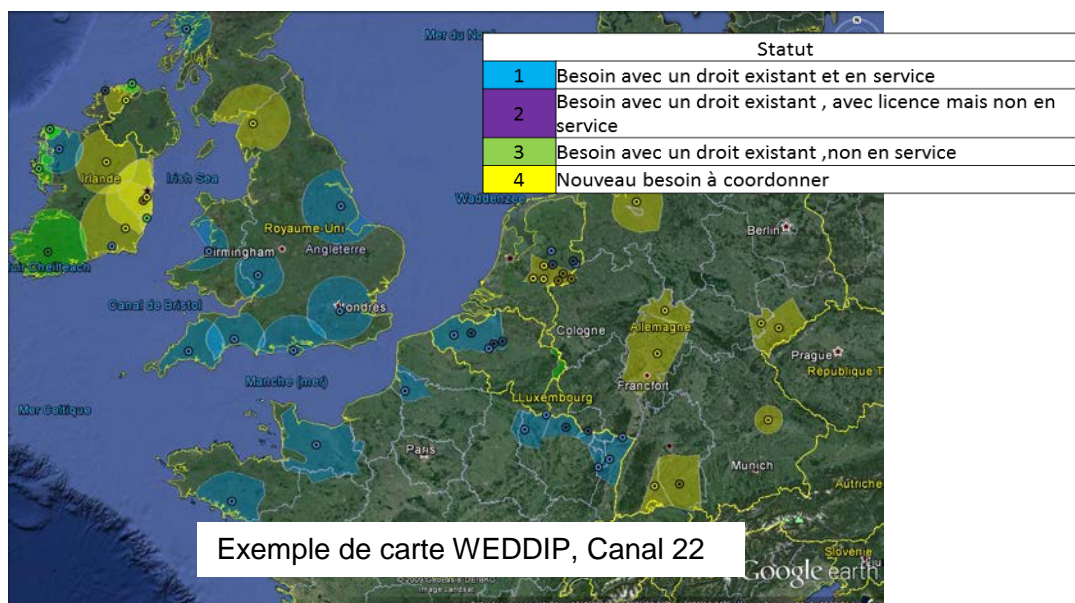 Mer du No
Statut
1 Besoin avec un droit existant et en service
2 Besoin avec un droit existant , avec licence mais non en
service
3 Besoin avec un droit existant ,non en service
4 Nouveau besoin à coordonner
Irlande
Irish Sea
Waddenzee
Royaume-Uni
Berlin
Birmingham
Angleterre
Canal de Bristol
Londres
Cologne
Allemagne
Prague
République T
Francfort
Manche (mer)
Luxembourg
Mer Celtique
Paris
Munich
Autriche
Exemple de carte WEDDIP, Canal 22
Slovénie
Image Landsat
Google earth